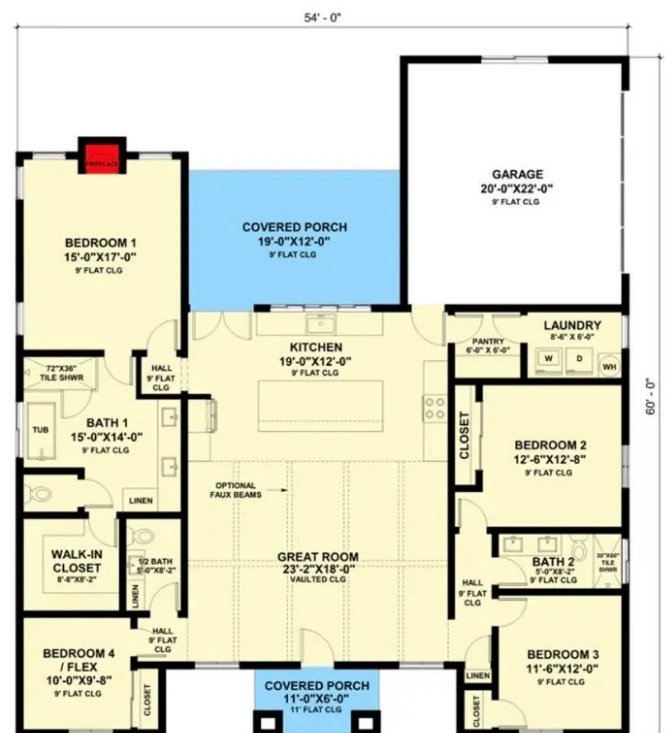 54' - 0"
60' - 0"
GARAGE
20'-0"X22'-0"
9' FLAT CLG
FIREPLACE
BEDROOM 1
15'-0"X17'-0"
9' FLAT CLG
COVERED PORCH
19'-0"X12'-0"
9' FLAT CLG
KITCHEN
19'-0"X12'-0"
9' FLAT CLG
PANTRY
6'-0" X 6'-0"
LAUNDRY
8'-6" X 6'-0"
W
D
WH
72"X36"
TILE SHWR
HALL
9' FLAT
CLG
TUB
BATH 1
15'-0"X14'-0"
9' FLAT CLG
LINEN
CLOSET
BEDROOM 2
12'-6"X12'-8"
9' FLAT CLG
OPTIONAL
FAUX BEAMS
WALK-IN
CLOSET
8'-8"X8'-2"
1/2 BATH
5'-0"X8'-2"
LINEN
GREAT ROOM
23'-2"X18'-0"
VAULTED CLG
BATH 2
5'-0"X8'-2"
9' FLAT CLG
30"X60"
TILE
SHWR
HALL
9' FLAT
CLG
HALL
9' FLAT
CLG
BEDROOM 4
/ FLEX
10'-0"X9'-8"
9' FLAT CLG
CLOSET
COVERED PORCH
11'-0"X6'-0"
11' FLAT CLG
LINEN
CLOSET
BEDROOM 3
11'-6"X12'-0"
9' FLAT CLG